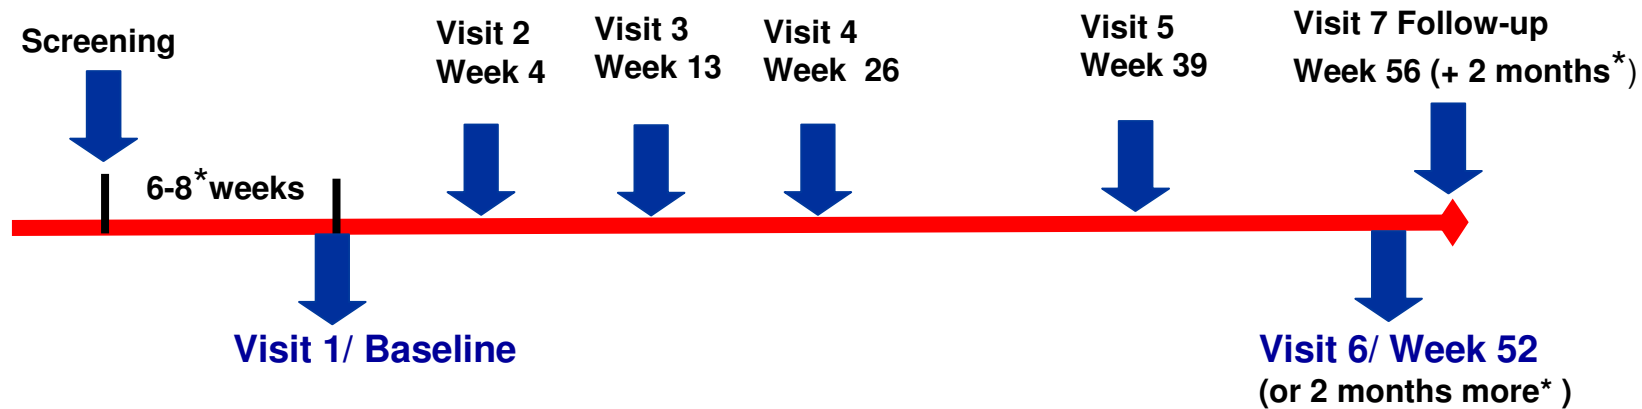 Screening
6-8*weeks
Visit 1/ Baseline
Visit 2
Week 4
Visit 3
Week 13
Visit 4
Week 26
Visit 5
Week 39
Visit 6/ Week 52
(or 2 months more* )
Visit 7 Follow-up
Week 56 (+ 2 months*)